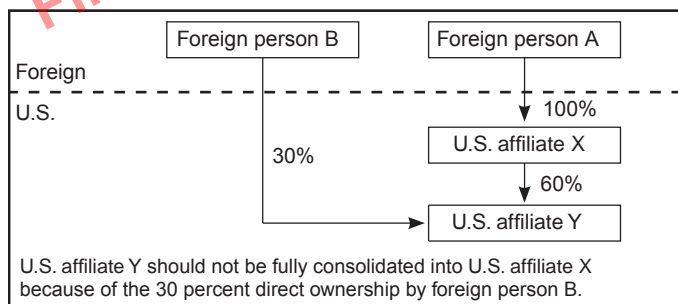 Foreign person B
Foreign person A
Foreign
U.S.
100%
U.S. affiliate X
30%
60%
U.S. affiliate Y
U.S. affiliate Y should not be fully consolidated into U.S. affiliate X
because of the 30 percent direct ownership by foreign person B.